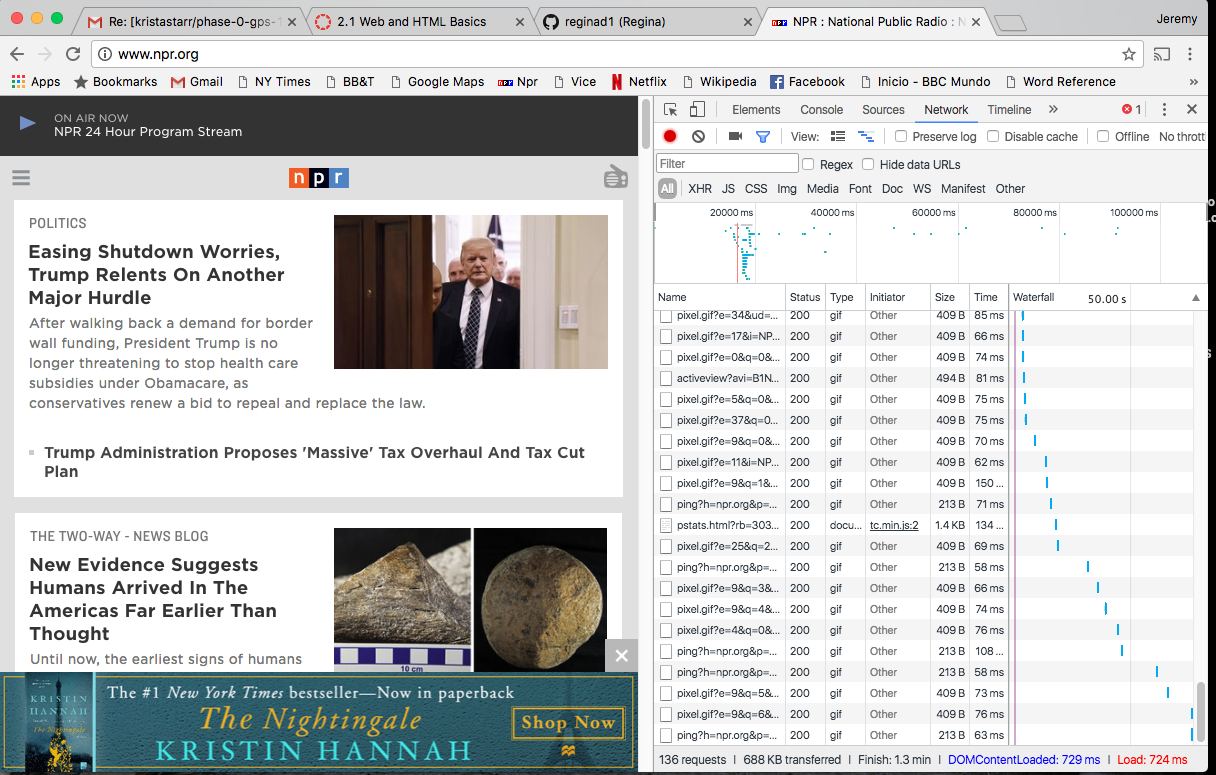 Re: [kristastarr/phase-0-gps-1
2.1 Web and HTML Basics
reginad1 (Regina)
NPR : National Public Radio : N
Jeremy
www.npr.org
Apps Bookmarks Gmail NY Times BB&T Google Maps Npr Vice Netflix Wikipedia Facebook Inicio - BBC Mundo Word Reference »
ON AIR NOW
NPR 24 Hour Program Stream
npr
POLITICS
Easing Shutdown Worries,
Trump Relents On Another
Major Hurdle
After walking back a demand for border
wall funding, President Trump is no
longer threatening to stop health care
subsidies under Obamacare, as
conservatives renew a bid to repeal and replace the law.
Trump Administration Proposes 'Massive' Tax Overhaul And Tax Cut
Plan
THE TWO-WAY - NEWS BLOG
New Evidence Suggests
Humans Arrived In The
Americas Far Earlier Than
Thought
Until now, the earliest signs of humans
10 cm
KRISTIN
HANNAH
The Nightingale
The #1 New York Times bestseller—Now in paperback
The Nightingale
KRISTIN HANNAH
Shop Now
Elements Console Sources Network Timeline » 1
View: Preserve log Disable cache Offline No thrott
Filter Regex Hide data URLs
All XHR JS CSS Img Media Font Doc WS Manifest Other
20000 ms 40000 ms 60000 ms 80000 ms 100000 ms
Name Status Type Initiator Size Time Waterfall 50.00 s
pixel.gif?e=34&ud=... 200 gif Other 409 B 85 ms
pixel.gif?e=17&i=NP... 200 gif Other 409 B 66 ms
pixel.gif?e=0&q=0&... 200 gif Other 409 B 74 ms
activeview?avi=B1N... 200 gif Other 494 B 81 ms
pixel.gif?e=5&q=0&... 200 gif Other 409 B 75 ms
pixel.gif?e=37&q=0... 200 gif Other 409 B 75 ms
pixel.gif?e=9&q=0&... 200 gif Other 409 B 70 ms
pixel.gif?e=11&i=NP... 200 gif Other 409 B 62 ms
pixel.gif?e=9&q=1&... 200 gif Other 409 B 150 ...
ping?h=npr.org&p=... 200 gif Other 213 B 71 ms
pstats.html?rb=303... 200 docu... tc.min.js:2 1.4 KB 134 ...
pixel.gif?e=25&q=2... 200 gif Other 409 B 69 ms
ping?h=npr.org&p=... 200 gif Other 213 B 58 ms
pixel.gif?e=9&q=3&... 200 gif Other 409 B 66 ms
pixel.gif?e=9&q=4&... 200 gif Other 409 B 74 ms
pixel.gif?e=4&q=0&... 200 gif Other 409 B 76 ms
ping?h=npr.org&p=... 200 gif Other 213 B 108 ...
ping?h=npr.org&p=... 200 gif Other 213 B 58 ms
pixel.gif?e=9&q=5&... 200 gif Other 409 B 73 ms
pixel.gif?e=9&q=6&... 200 gif Other 409 B 76 ms
ping?h=npr.org&p=... 200 gif Other 213 B 63 ms
136 requests | 688 KB transferred | Finish: 1.3 min | DOMContentLoaded: 729 ms | Load: 724 ms